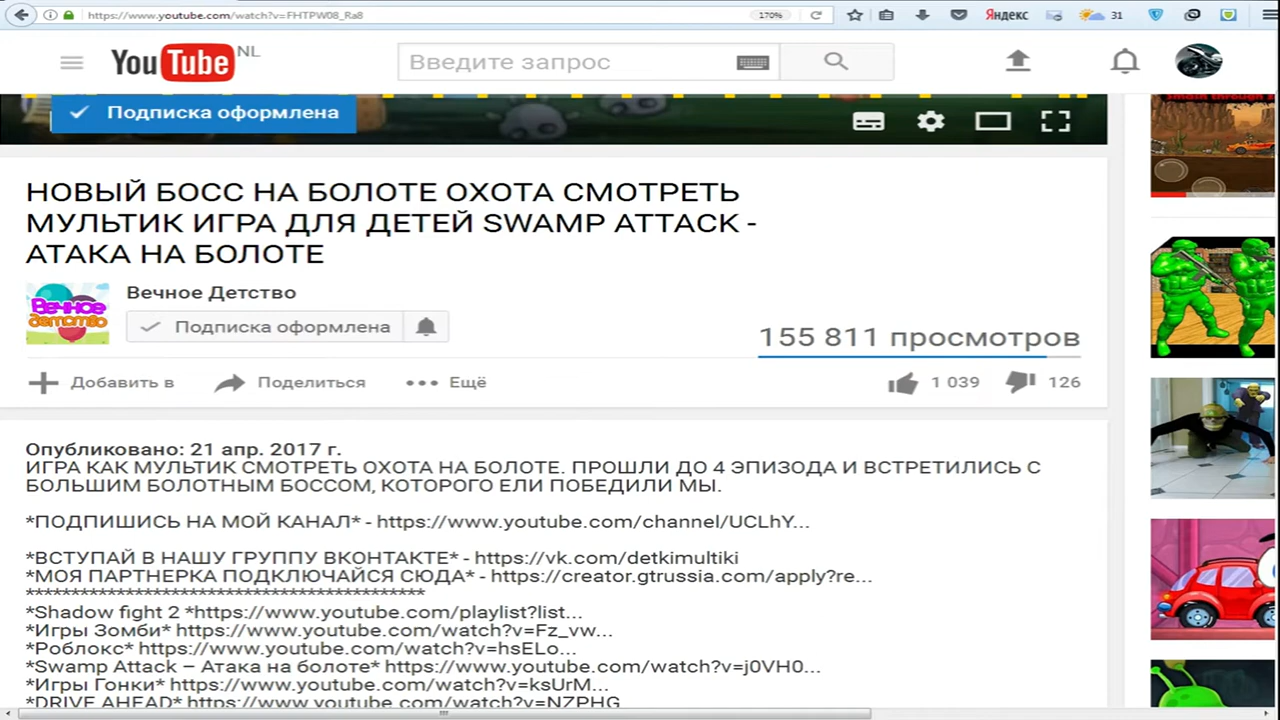 https://www.youtube.com/watch?v=FHTPW08_Ra8
170%
Яндекс
31
YouTube NL
Введите запрос
Подписка оформлена
НОВЫЙ БОСС НА БОЛОТЕ ОХОТА СМОТРЕТЬ
МУЛЬТИК ИГРА ДЛЯ ДЕТЕЙ SWAMP ATTACK -
АТАКА НА БОЛОТЕ
Вечное Детство
Вечное
детство
Подписка оформлена
155 811 просмотров
Добавить в
Поделиться
Ещё
1 039
126
Опубликовано: 21 апр. 2017 г.
ИГРА КАК МУЛЬТИК СМОТРЕТЬ ОХОТА НА БОЛОТЕ. ПРОШЛИ ДО 4 ЭПИЗОДА И ВСТРЕТИЛИСЬ С
БОЛЬШИМ БОЛОТНЫМ БОССОМ, КОТОРОГО ЕЛИ ПОБЕДИЛИ МЫ.
*ПОДПИШИСЬ НА МОЙ КАНАЛ* - https://www.youtube.com/channel/UCLhY...
*ВСТУПАЙ В НАШУ ГРУППУ ВКОНТАКТЕ* - https://vk.com/detkimultiki
*МОЯ ПАРТНЕРКА ПОДКЛЮЧАЙСЯ СЮДА* - https://creator.gtrussia.com/apply?re...
*****************************************
*Shadow fight 2 *https://www.youtube.com/playlist?list...
*Игры Зомби* https://www.youtube.com/watch?v=Fz_vw...
*Роблокс* https://www.youtube.com/watch?v=hsELo...
*Swamp Attack – Атака на болоте* https://www.youtube.com/watch?v=j0VH0...
*Игры Гонки* https://www.youtube.com/watch?v=ksUrM...
*DRIVE AHEAD* https://www.youtube.com/watch?v=NZPHG